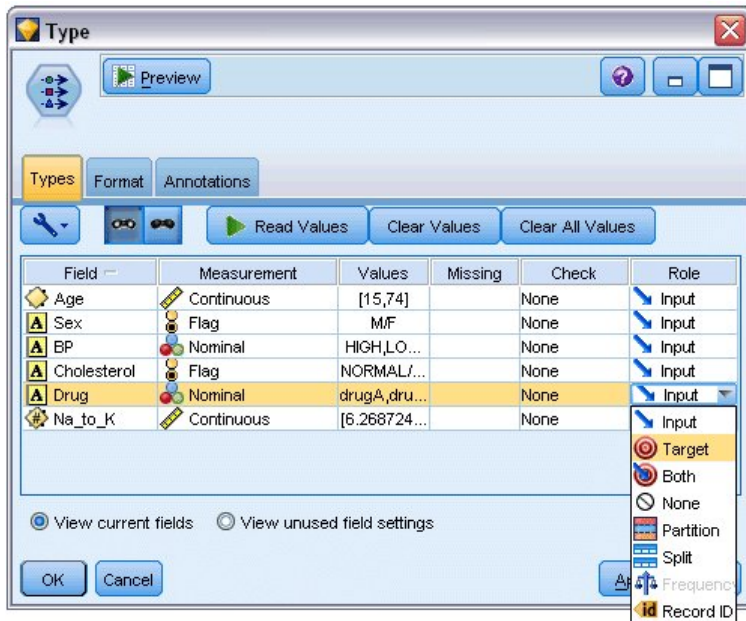 Type
Preview
Types Format Annotations
Read Values Clear Values Clear All Values
Field Measurement Values Missing Check Role
Age Continuous [15,74] None Input
A Sex Flag M/F None Input
A BP Nominal HIGH,LO... None Input
A Cholesterol Flag NORMAL/... None Input
A Drug Nominal drugA,dru... None Input
# Na_to_K Continuous [6.268724... None
Input
Target
Both
None
Partition
Split
Frequency
id Record ID
View current fields View unused field settings
OK Cancel